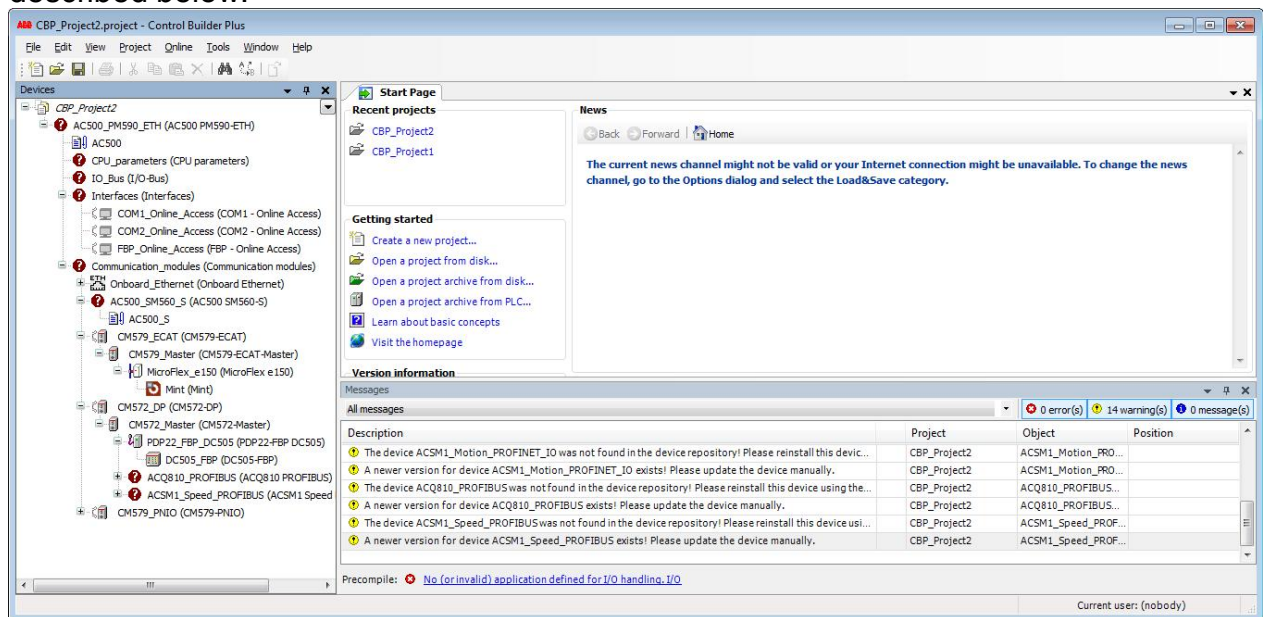 described below.
ABB CBP_Project2.project - Control Builder Plus
File Edit View Project Online Tools Window Help
Devices
CBP_Project2
AC500_PM590_ETH (AC500 PM590-ETH)
AC500
CPU_parameters (CPU parameters)
IO_Bus (I/O-Bus)
Interfaces (Interfaces)
COM1_Online_Access (COM1 - Online Access)
COM2_Online_Access (COM2 - Online Access)
FBP_Online_Access (FBP - Online Access)
Communication_modules (Communication modules)
Onboard_Ethernet (Onboard Ethernet)
AC500_SM560_S (AC500 SM560-S)
AC500_S
CM579_ECAT (CM579-ECAT)
CM579_Master (CM579-ECAT-Master)
MicroFlex_e150 (MicroFlex e150)
Mint (Mint)
CM572_DP (CM572-DP)
CM572_Master (CM572-Master)
PDP22_FBP_DC505 (PDP22-FBP DC505)
DC505_FBP (DC505-FBP)
ACQ810_PROFIBUS (ACQ810 PROFIBUS)
ACSM1_Speed_PROFIBUS (ACSM1 Speed
CM579_PNIO (CM579-PNIO)
Start Page
Recent projects
CBP_Project2
CBP_Project1
Getting started
Create a new project...
Open a project from disk...
Open a project archive from disk...
Open a project archive from PLC...
Learn about basic concepts
Visit the homepage
Version information
News
Back Forward Home
The current news channel might not be valid or your Internet connection might be unavailable. To change the news
channel, go to the Options dialog and select the Load&Save category.
Messages
All messages 0 error(s) 14 warning(s) 0 message(s)
Description Project Object Position
The device ACSM1_Motion_PROFINET_IO was not found in the device repository! Please reinstall this devic... CBP_Project2 ACSM1_Motion_PRO...
A newer version for device ACSM1_Motion_PROFINET_IO exists! Please update the device manually. CBP_Project2 ACSM1_Motion_PRO...
The device ACQ810_PROFIBUS was not found in the device repository! Please reinstall this device using the... CBP_Project2 ACQ810_PROFIBUS...
A newer version for device ACQ810_PROFIBUS exists! Please update the device manually. CBP_Project2 ACQ810_PROFIBUS...
The device ACSM1_Speed_PROFIBUS was not found in the device repository! Please reinstall this device usi... CBP_Project2 ACSM1_Speed_PROF...
A newer version for device ACSM1_Speed_PROFIBUS exists! Please update the device manually. CBP_Project2 ACSM1_Speed_PROF...
Precompile: No (or invalid) application defined for I/O handling. I/O
Current user: (nobody)